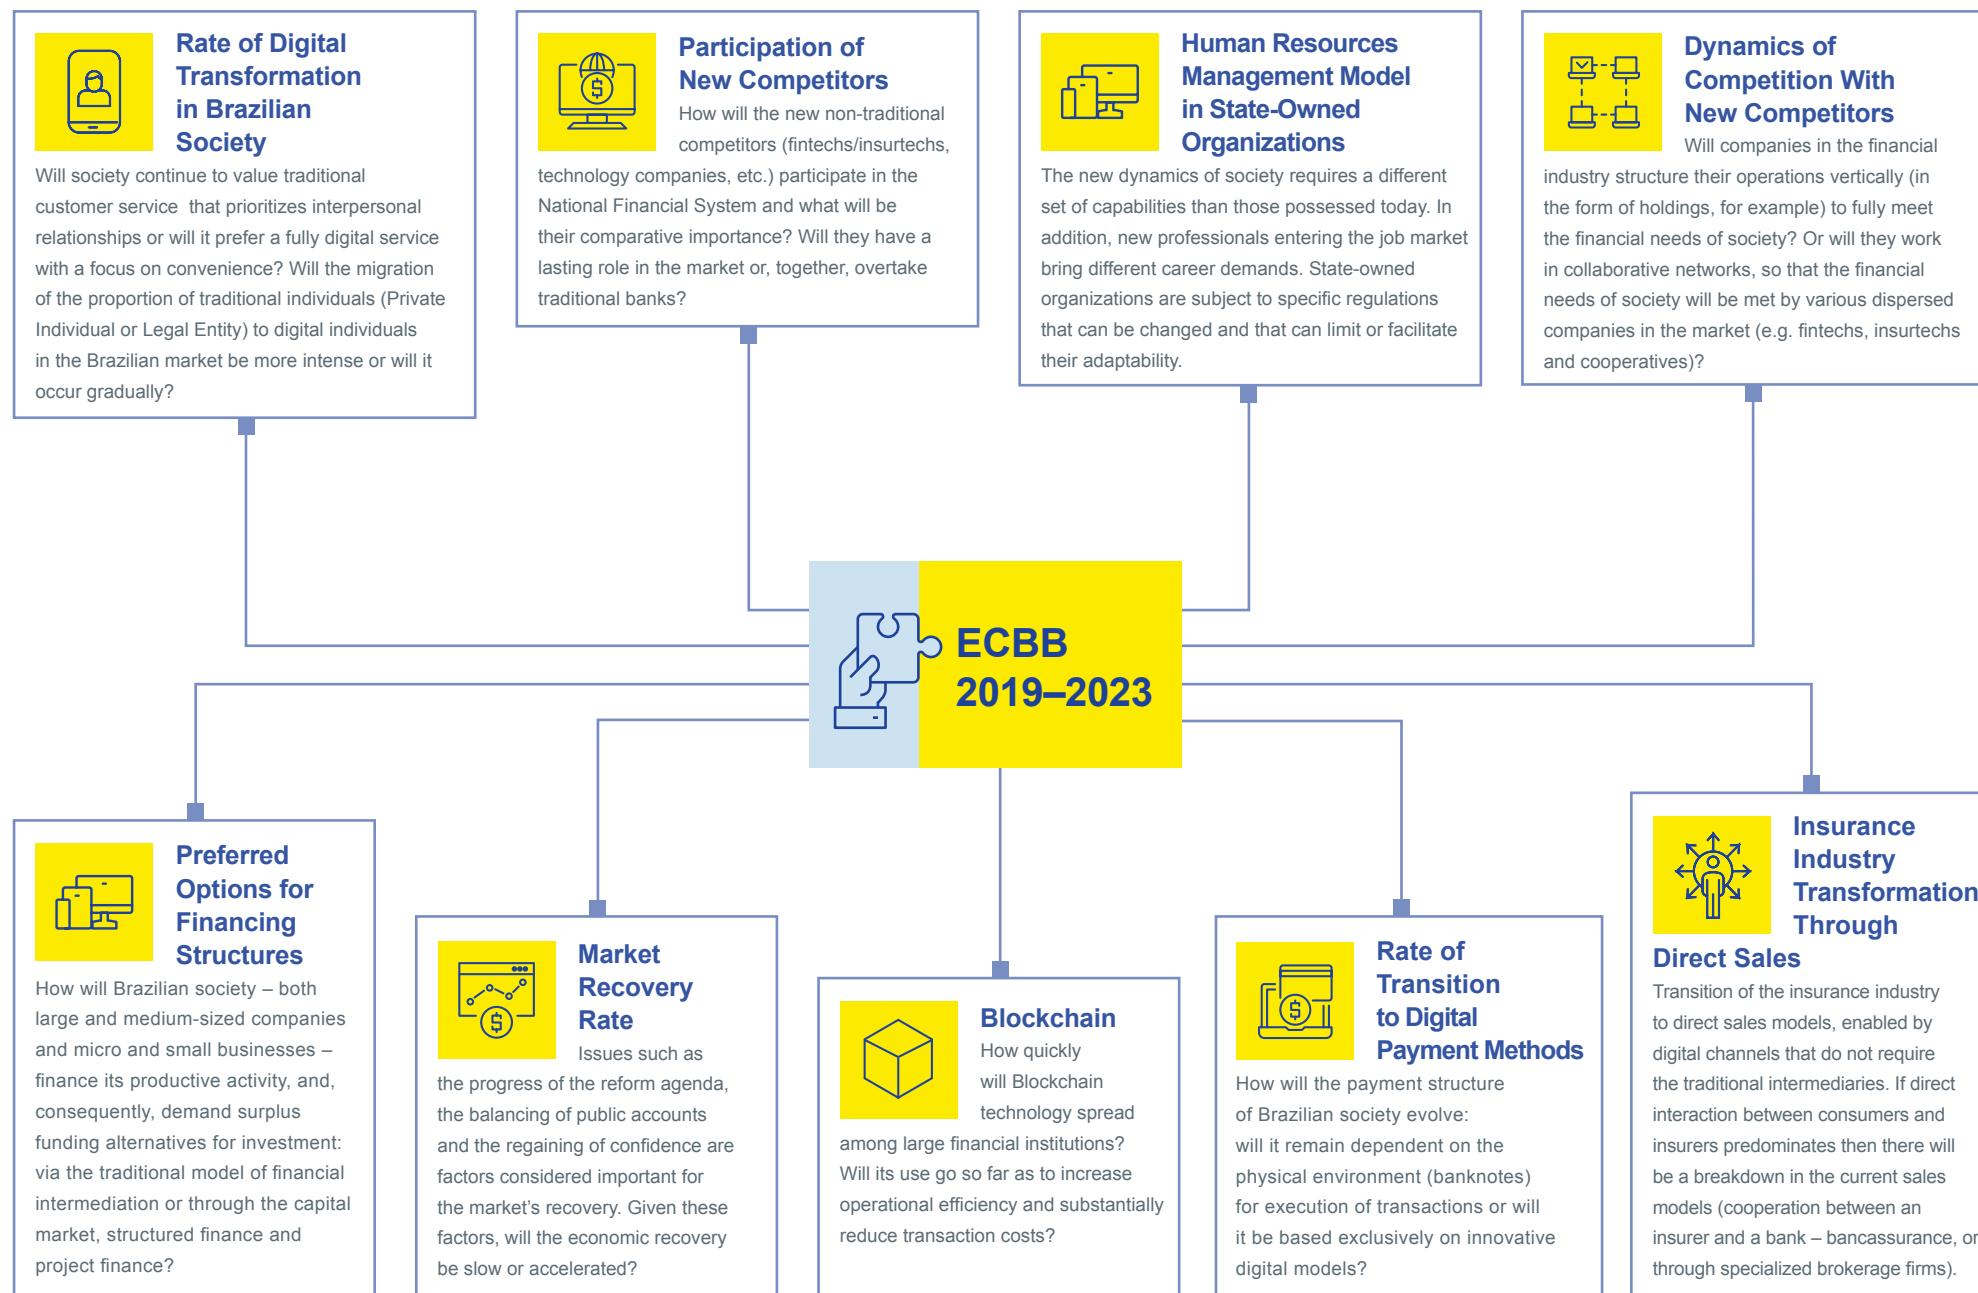 Rate of Digital
Transformation
in Brazilian
Society
Will society continue to value traditional
customer service that prioritizes interpersonal
relationships or will it prefer a fully digital service
with a focus on convenience? Will the migration
of the proportion of traditional individuals (Private
Individual or Legal Entity) to digital individuals
in the Brazilian market be more intense or will it
occur gradually?
Participation of
New Competitors
How will the new non-traditional
competitors (fintechs/insurtechs,
technology companies, etc.) participate in the
National Financial System and what will be
their comparative importance? Will they have a
lasting role in the market or, together, overtake
traditional banks?
Human Resources
Management Model
in State-Owned
Organizations
The new dynamics of society requires a different
set of capabilities than those possessed today. In
addition, new professionals entering the job market
bring different career demands. State-owned
organizations are subject to specific regulations
that can be changed and that can limit or facilitate
their adaptability.
Dynamics of
Competition With
New Competitors
Will companies in the financial
industry structure their operations vertically (in
the form of holdings, for example) to fully meet
the financial needs of society? Or will they work
in collaborative networks, so that the financial
needs of society will be met by various dispersed
companies in the market (e.g. fintechs, insurtechs
and cooperatives)?
ECBB
2019–2023
Preferred
Options for
Financing
Structures
How will Brazilian society – both
large and medium-sized companies
and micro and small businesses –
finance its productive activity, and,
consequently, demand surplus
funding alternatives for investment:
via the traditional model of financial
intermediation or through the capital
market, structured finance and
project finance?
Market
Recovery
Rate
Issues such as
the progress of the reform agenda,
the balancing of public accounts
and the regaining of confidence are
factors considered important for
the market's recovery. Given these
factors, will the economic recovery
be slow or accelerated?
Blockchain
How quickly
will Blockchain
technology spread
among large financial institutions?
Will its use go so far as to increase
operational efficiency and substantially
reduce transaction costs?
Rate of
Transition
to Digital
Payment Methods
How will the payment structure
of Brazilian society evolve:
will it remain dependent on the
physical environment (banknotes)
for execution of transactions or will
it be based exclusively on innovative
digital models?
Insurance
Industry
Transformation
Through
Direct Sales
Transition of the insurance industry
to direct sales models, enabled by
digital channels that do not require
the traditional intermediaries. If direct
interaction between consumers and
insurers predominates then there will
be a breakdown in the current sales
models (cooperation between an
insurer and a bank – bancassurance, or
through specialized brokerage firms).